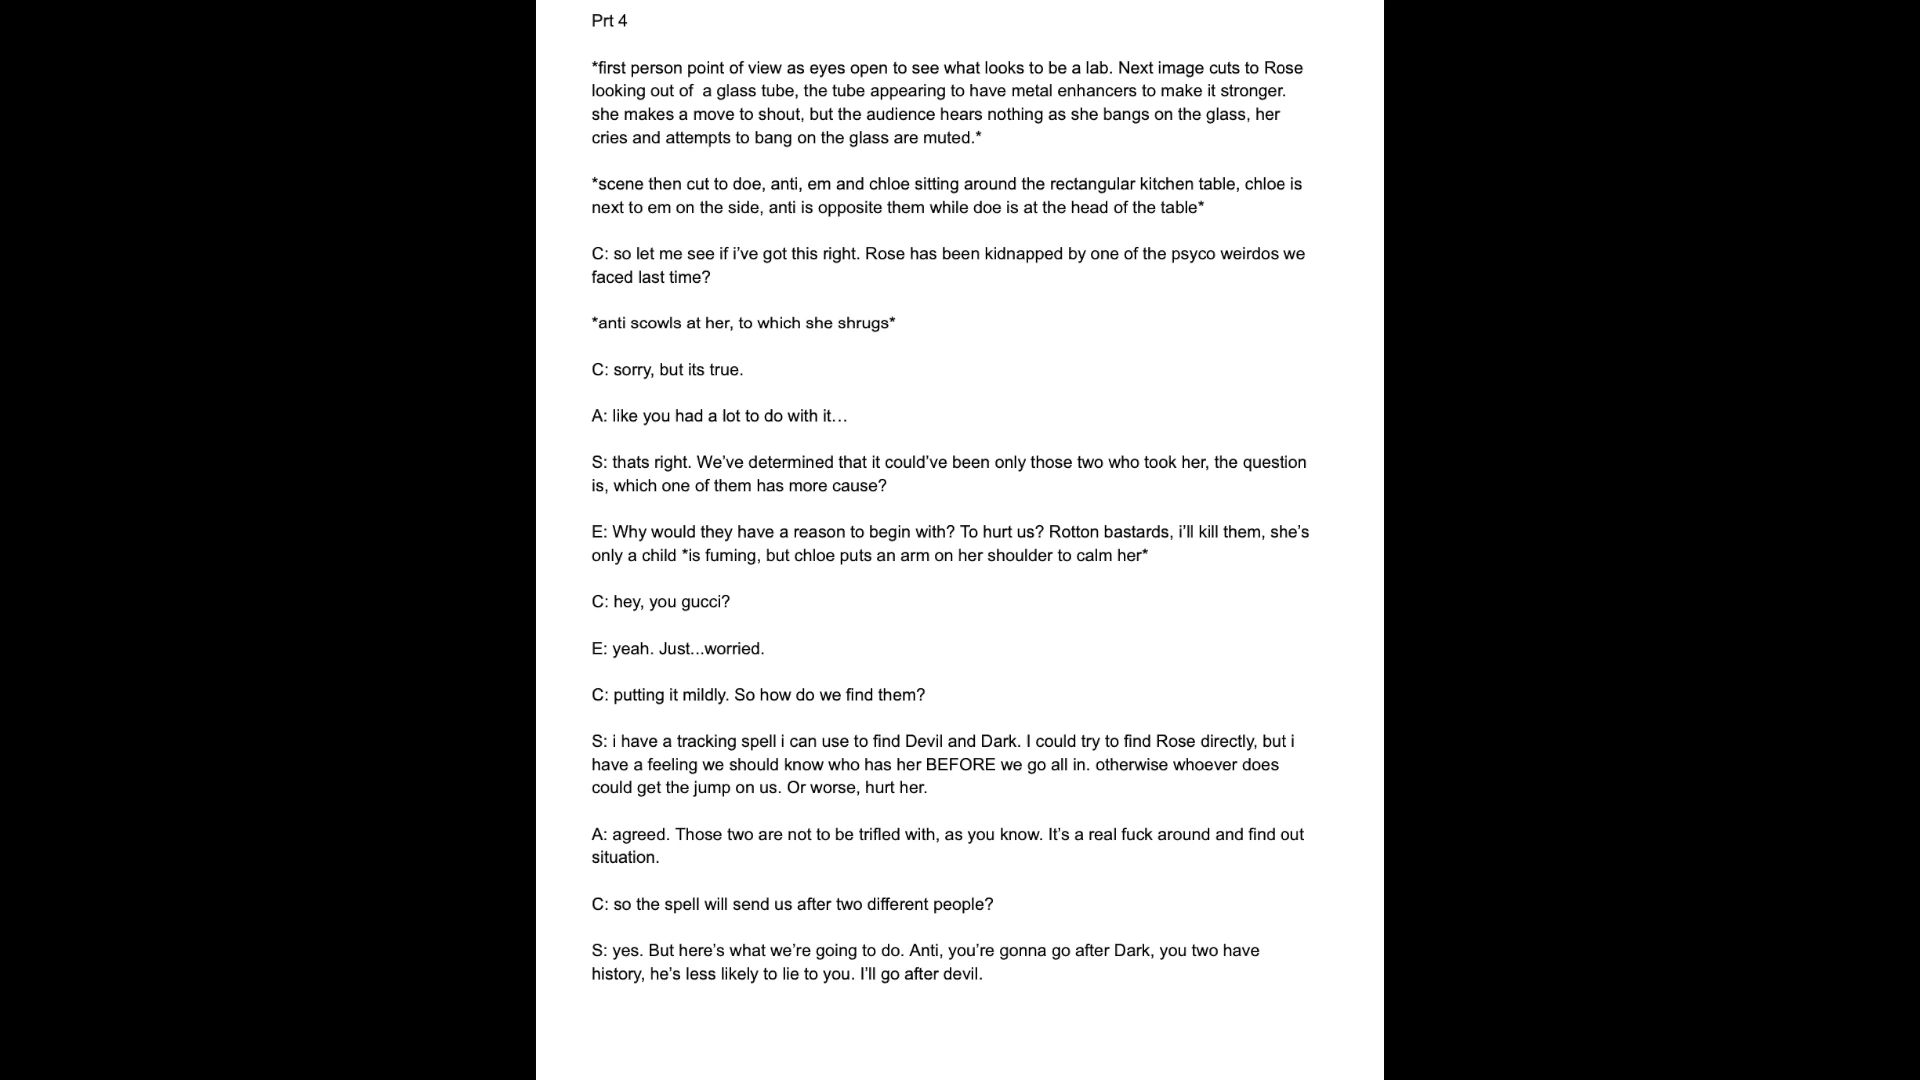 Prt 4
*first person point of view as eyes open to see what looks to be a lab. Next image cuts to Rose
looking out of  a glass tube, the tube appearing to have metal enhancers to make it stronger.
she makes a move to shout, but the audience hears nothing as she bangs on the glass, her
cries and attempts to bang on the glass are muted.*
*scene then cut to doe, anti, em and chloe sitting around the rectangular kitchen table, chloe is
next to em on the side, anti is opposite them while doe is at the head of the table*
C: so let me see if i’ve got this right. Rose has been kidnapped by one of the psyco weirdos we
faced last time?
*anti scowls at her, to which she shrugs*
C: sorry, but its true.
A: like you had a lot to do with it…
S: thats right. We’ve determined that it could’ve been only those two who took her, the question
is, which one of them has more cause?
E: Why would they have a reason to begin with? To hurt us? Rotton bastards, i’ll kill them, she’s
only a child *is fuming, but chloe puts an arm on her shoulder to calm her*
C: hey, you gucci?
E: yeah. Just...worried.
C: putting it mildly. So how do we find them?
S: i have a tracking spell i can use to find Devil and Dark. I could try to find Rose directly, but i
have a feeling we should know who has her BEFORE we go all in. otherwise whoever does
could get the jump on us. Or worse, hurt her.
A: agreed. Those two are not to be trifled with, as you know. It’s a real fuck around and find out
situation.
C: so the spell will send us after two different people?
S: yes. But here’s what we’re going to do. Anti, you’re gonna go after Dark, you two have
history, he’s less likely to lie to you. I’ll go after devil.